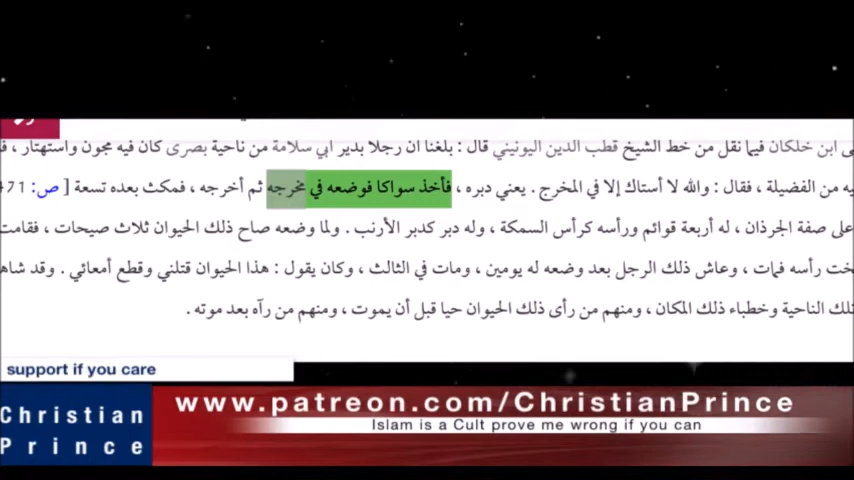 ابن خلكان فيما نقل من خط الشيخ قطب الدين اليونيني قال : بلغنا أن رجلا بدير أبي سلامة من ناحية بصرى كان فيه مجون واستهتار ،
يه من الفضيلة ، فقال : والله لا أستاك إلا في المخرج . يعني دبره ، فأخذ سواكا فوضعه في مخرجه ثم أخرجه ، فمكث بعده تسعة [ ص: 471
على صفة الجرذان ، له أربعة قوائم ورأسه كرأس السمكة ، وله دبر كدبر الأرنب . ولما وضعه صاح ذلك الحيوان ثلاث صيحات ، فقامت
خت رأسه فمات ، وعاش ذلك الرجل بعد وضعه له يومين ، ومات في الثالث ، وكان يقول : هذا الحيوان قتلني وقطع أمعائي . وقد شاه
تلك الناحية وخطباء ذلك المكان ، ومنهم من رأى ذلك الحيوان حيا قبل أن يموت ، ومنهم من رآه بعد موته .
support if you care
Christian
Prince
www.patreon.com/ChristianPrince
Islam is a Cult prove me wrong if you can